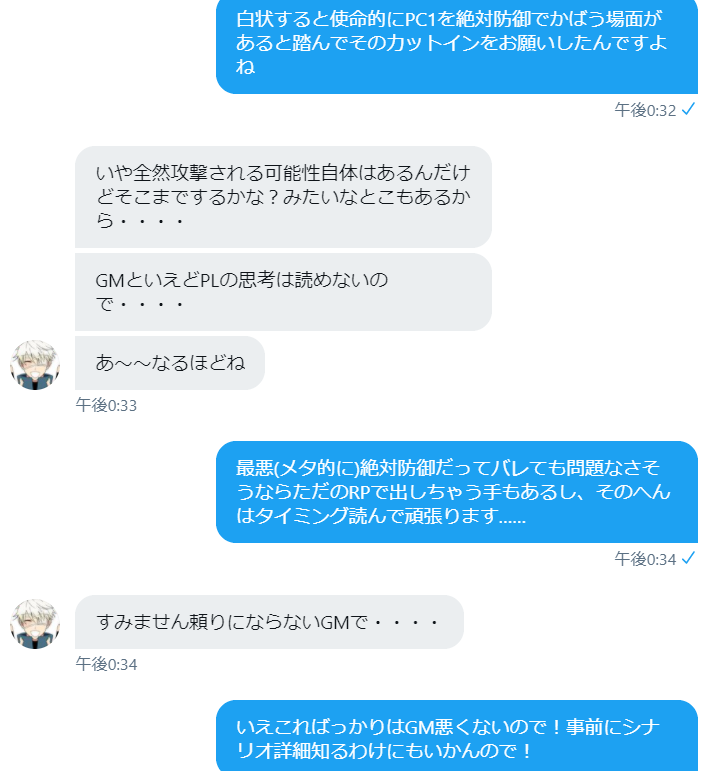 白状すると使命的にPC1を絶対防御でかばう場面が
あると踏んでそのカットインをお願いしたんですよ
ね
午後0:32 ✓
いや全然攻撃される可能性自体はあるんだけ
どそこまでするかな？みたいなとこもあるか
ら・・・・
GMといえどPLの思考は読めないの
で・・・・
あ～～なるほどね
午後0:33
最悪(メタ的に)絶対防御だってバレても問題なさそ
うならただのRPで出しちゃう手もあるし、そのへん
はタイミング読んで頑張ります......
午後0:34 ✓
すみません頼りにならないGMで・・・・
午後0:34
いえこればっかりはGM悪くないので！事前にシナ
リオ詳細知るわけにもいかんので！